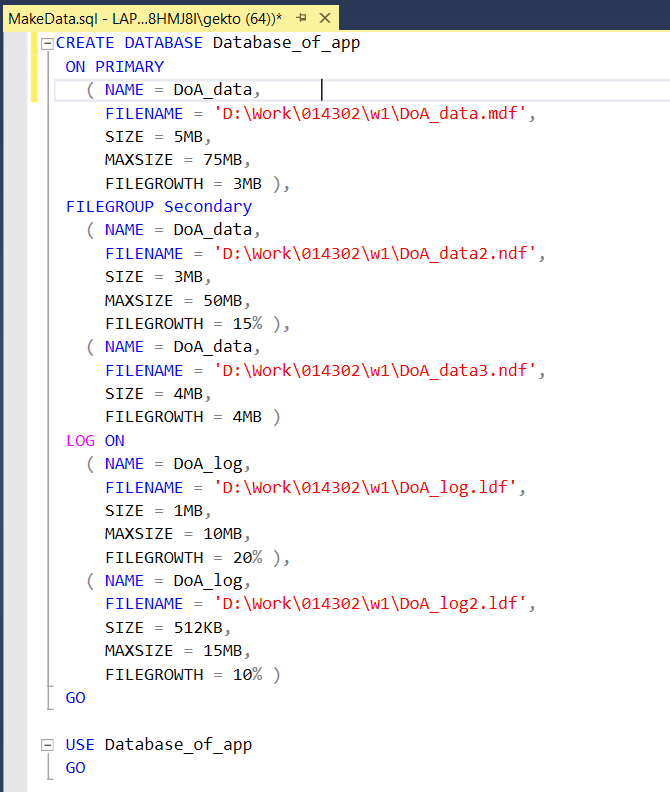 MakeData.sql - LAP...8HMJ8I\gekto (64))*
CREATE DATABASE Database_of_app
ON PRIMARY
( NAME = DoA_data,
FILENAME = 'D:\Work\014302\w1\DoA_data.mdf',
SIZE = 5MB,
MAXSIZE = 75MB,
FILEGROWTH = 3MB ),
FILEGROUP Secondary
( NAME = DoA_data,
FILENAME = 'D:\Work\014302\w1\DoA_data2.ndf',
SIZE = 3MB,
MAXSIZE = 50MB,
FILEGROWTH = 15% ),
( NAME = DoA_data,
FILENAME = 'D:\Work\014302\w1\DoA_data3.ndf',
SIZE = 4MB,
FILEGROWTH = 4MB )
LOG ON
( NAME = DoA_log,
FILENAME = 'D:\Work\014302\w1\DoA_log.ldf',
SIZE = 1MB,
MAXSIZE = 10MB,
FILEGROWTH = 20% ),
( NAME = DoA_log,
FILENAME = 'D:\Work\014302\w1\DoA_log2.ldf',
SIZE = 512KB,
MAXSIZE = 15MB,
FILEGROWTH = 10% )
GO
USE Database_of_app
GO